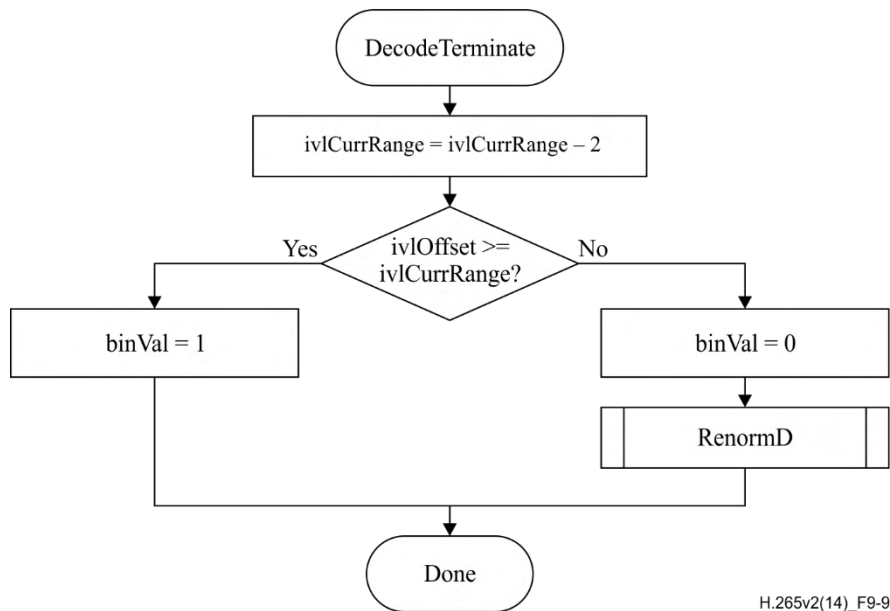 DecodeTerminate
ivlCurrRange = ivlCurrRange – 2
Yes
ivlOffset >=
ivlCurrRange?
No
binVal = 1
binVal = 0
RenormD
Done
H.265v2(14)_F9-9